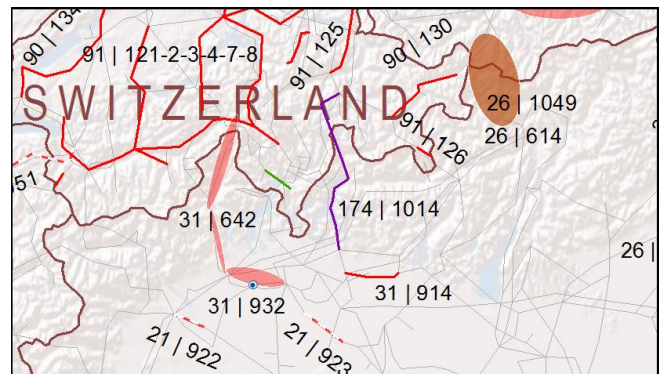 90 | 134
91 | 121-2-3-4-7-8
91 | 125
90 | 130
SWITZERLAND
26 | 1049
91 | 126
26 | 614
951
31 | 642
174 | 1014
26 |
31 | 932
31 | 914
21 | 922
21 | 923